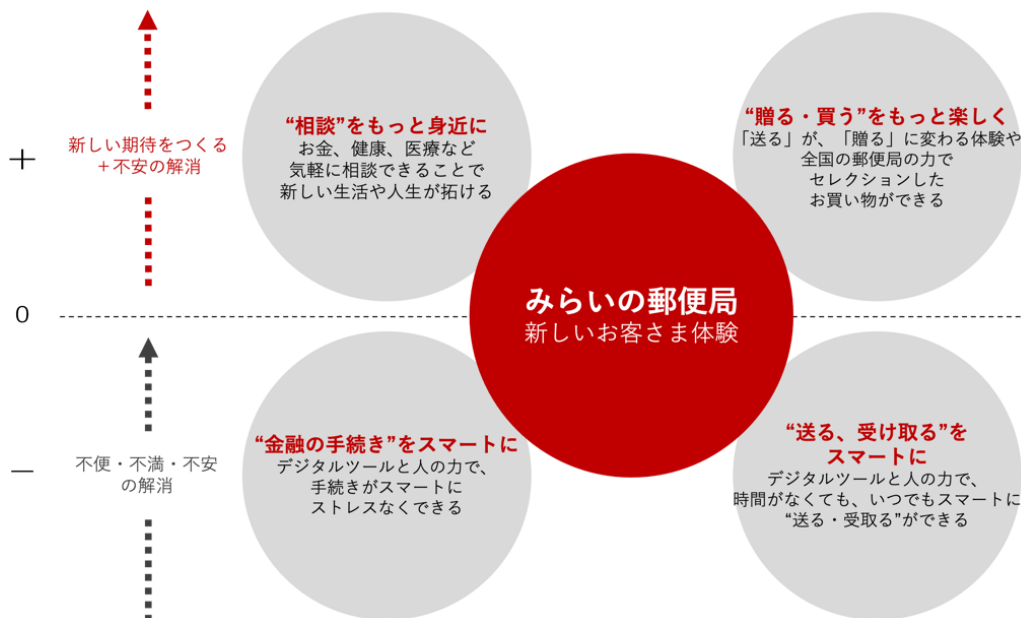 +
新しい期待をつくる
+不安の解消
“相談”をもっと身近に
お金、健康、医療など
気軽に相談できることで
新しい生活や人生が拓ける
“贈る・買う”をもっと楽しく
「送る」が、「贈る」に変わる体験や
全国の郵便局の力で
セレクションした
お買い物ができる
0
みらいの郵便局
新しいお客さま体験
−
不便・不満・不安
の解消
“金融の手続き”をスマートに
デジタルツールと人の力で、
手続きがスマートに
ストレスなくできる
“送る、受け取る”を
スマートに
デジタルツールと人の力で、
時間がなくても、いつでもスマートに
“送る・受取る”ができる